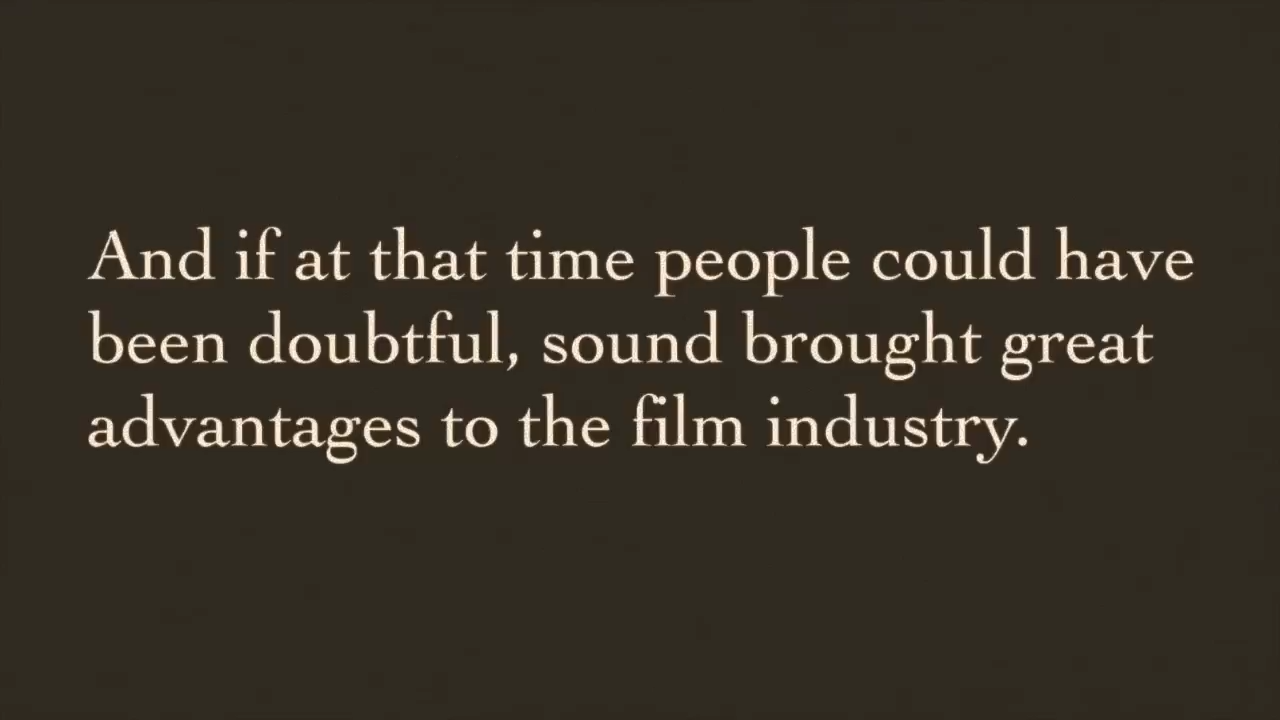 And if at that time people could have
been doubtful, sound brought great
advantages to the film industry.